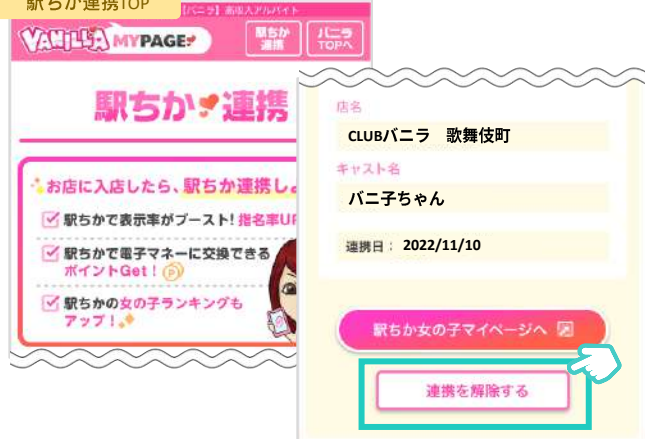 駅ちか連携TOP
【バニラ】高収入アルバイト
VANILLA MYPAGE
駅ちか
連携
バニラ
TOPへ
駅ちか 連携
お店に入店したら、駅ちか連携し
駅ちかで表示率がブースト!指名率UP
駅ちかで電子マネーに交換できる
ポイントGet! P
駅ちかの女の子ランキングも
アップ!
店名
CLUBバニラ 歌舞伎町
キャスト名
バニ子ちゃん
連携日： 2022/11/10
駅ちか女の子マイページへ
連携を解除する